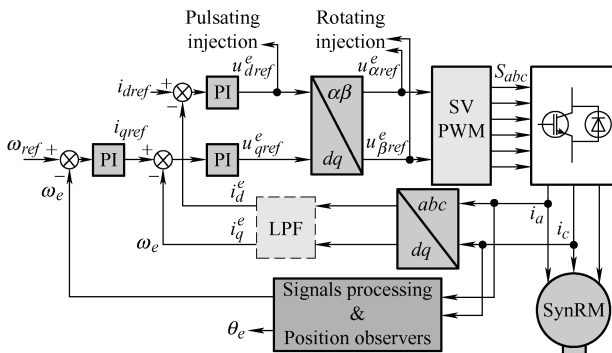 Pulsating
injection
Rotating
injection
u^e_dref
u^e_αref
S_abc
i_dref
+
−
PI
αβ
dq
SV
PWM
i_qref
ω_ref
+
−
PI
+
−
PI
u^e_qref
u^e_βref
ω_e
ω_e
i^e_d
i^e_q
LPF
abc
dq
i_a
i_c
Signals processing
&
Position observers
θ_e
SynRM